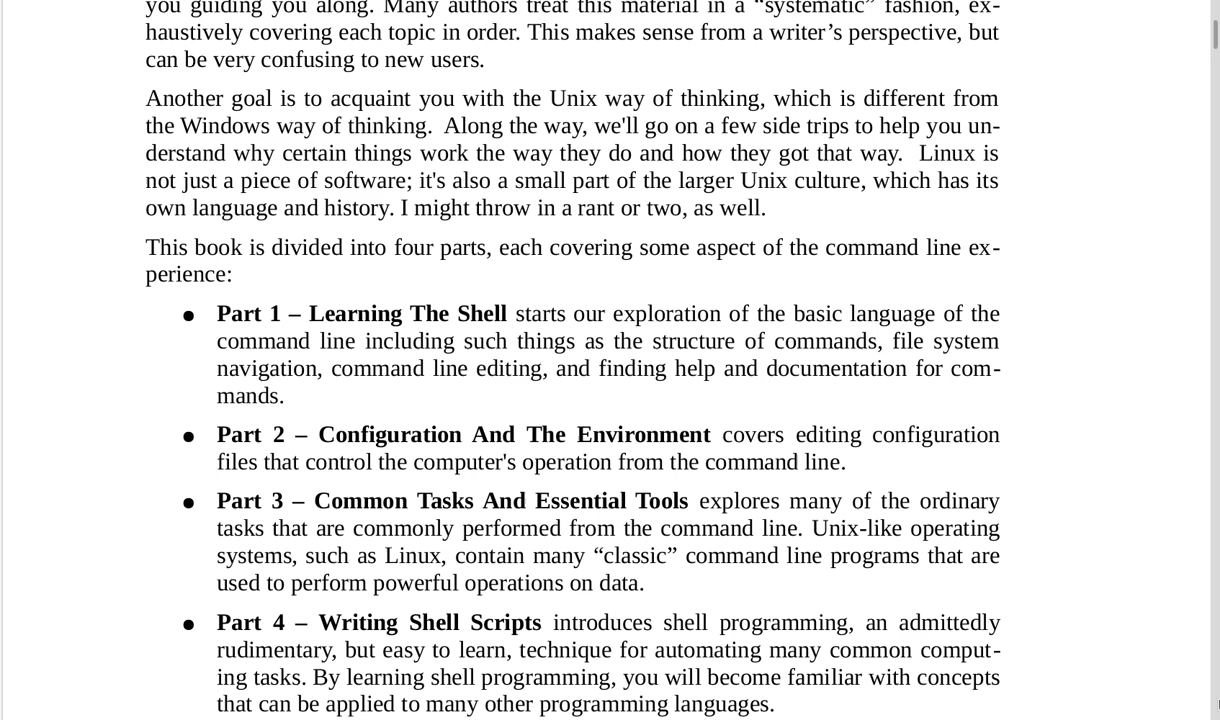 you guiding you along. Many authors treat this material in a “systematic” fashion, ex-
haustively covering each topic in order. This makes sense from a writer’s perspective, but
can be very confusing to new users.
Another goal is to acquaint you with the Unix way of thinking, which is different from
the Windows way of thinking.  Along the way, we'll go on a few side trips to help you un-
derstand why certain things work the way they do and how they got that way.  Linux is
not just a piece of software; it's also a small part of the larger Unix culture, which has its
own language and history. I might throw in a rant or two, as well.
This book is divided into four parts, each covering some aspect of the command line ex-
perience:
● Part 1 – Learning The Shell starts our exploration of the basic language of the
command line including such things as the structure of commands, file system
navigation, command line editing, and finding help and documentation for com-
mands.
● Part 2 – Configuration And The Environment covers editing configuration
files that control the computer's operation from the command line.
● Part 3 – Common Tasks And Essential Tools explores many of the ordinary
tasks that are commonly performed from the command line. Unix-like operating
systems, such as Linux, contain many “classic” command line programs that are
used to perform powerful operations on data.
● Part 4 – Writing Shell Scripts introduces shell programming, an admittedly
rudimentary, but easy to learn, technique for automating many common comput-
ing tasks. By learning shell programming, you will become familiar with concepts
that can be applied to many other programming languages.